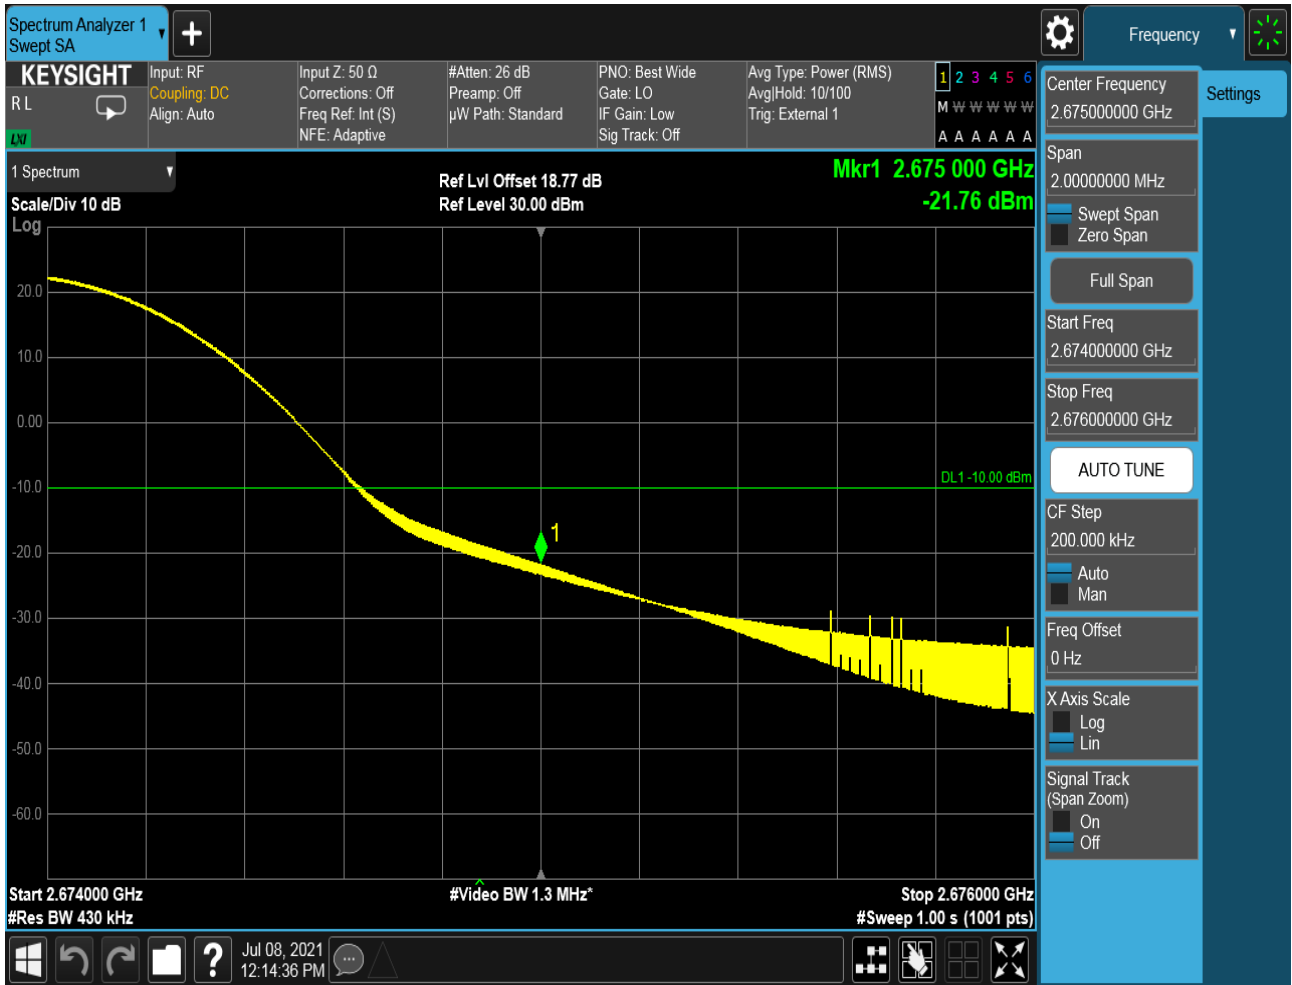 Spectrum Analyzer 1
Swept SA
+
Frequency
KEYSIGHT
R L
LXI
Input: RF
Coupling: DC
Align: Auto
Input Z: 50 Ω
Corrections: Off
Freq Ref: Int (S)
NFE: Adaptive
#Atten: 26 dB
Preamp: Off
µW Path: Standard
PNO: Best Wide
Gate: LO
IF Gain: Low
Sig Track: Off
Avg Type: Power (RMS)
Avg|Hold: 10/100
Trig: External 1
1 2 3 4 5 6
M W W W W W
A A A A A A
1 Spectrum
Scale/Div 10 dB
Log
Ref Lvl Offset 18.77 dB
Ref Level 30.00 dBm
Mkr1 2.675 000 GHz
-21.76 dBm
20.0
10.0
0.00
-10.0
-20.0
-30.0
-40.0
-50.0
-60.0
DL1 -10.00 dBm
1
Start 2.674000 GHz
#Res BW 430 kHz
#Video BW 1.3 MHz*
Stop 2.676000 GHz
#Sweep 1.00 s (1001 pts)
?
Jul 08, 2021
12:14:36 PM
Center Frequency
2.675000000 GHz
Settings
Span
2.00000000 MHz
Swept Span
Zero Span
Full Span
Start Freq
2.674000000 GHz
Stop Freq
2.676000000 GHz
AUTO TUNE
CF Step
200.000 kHz
Auto
Man
Freq Offset
0 Hz
X Axis Scale
Log
Lin
Signal Track
(Span Zoom)
On
Off